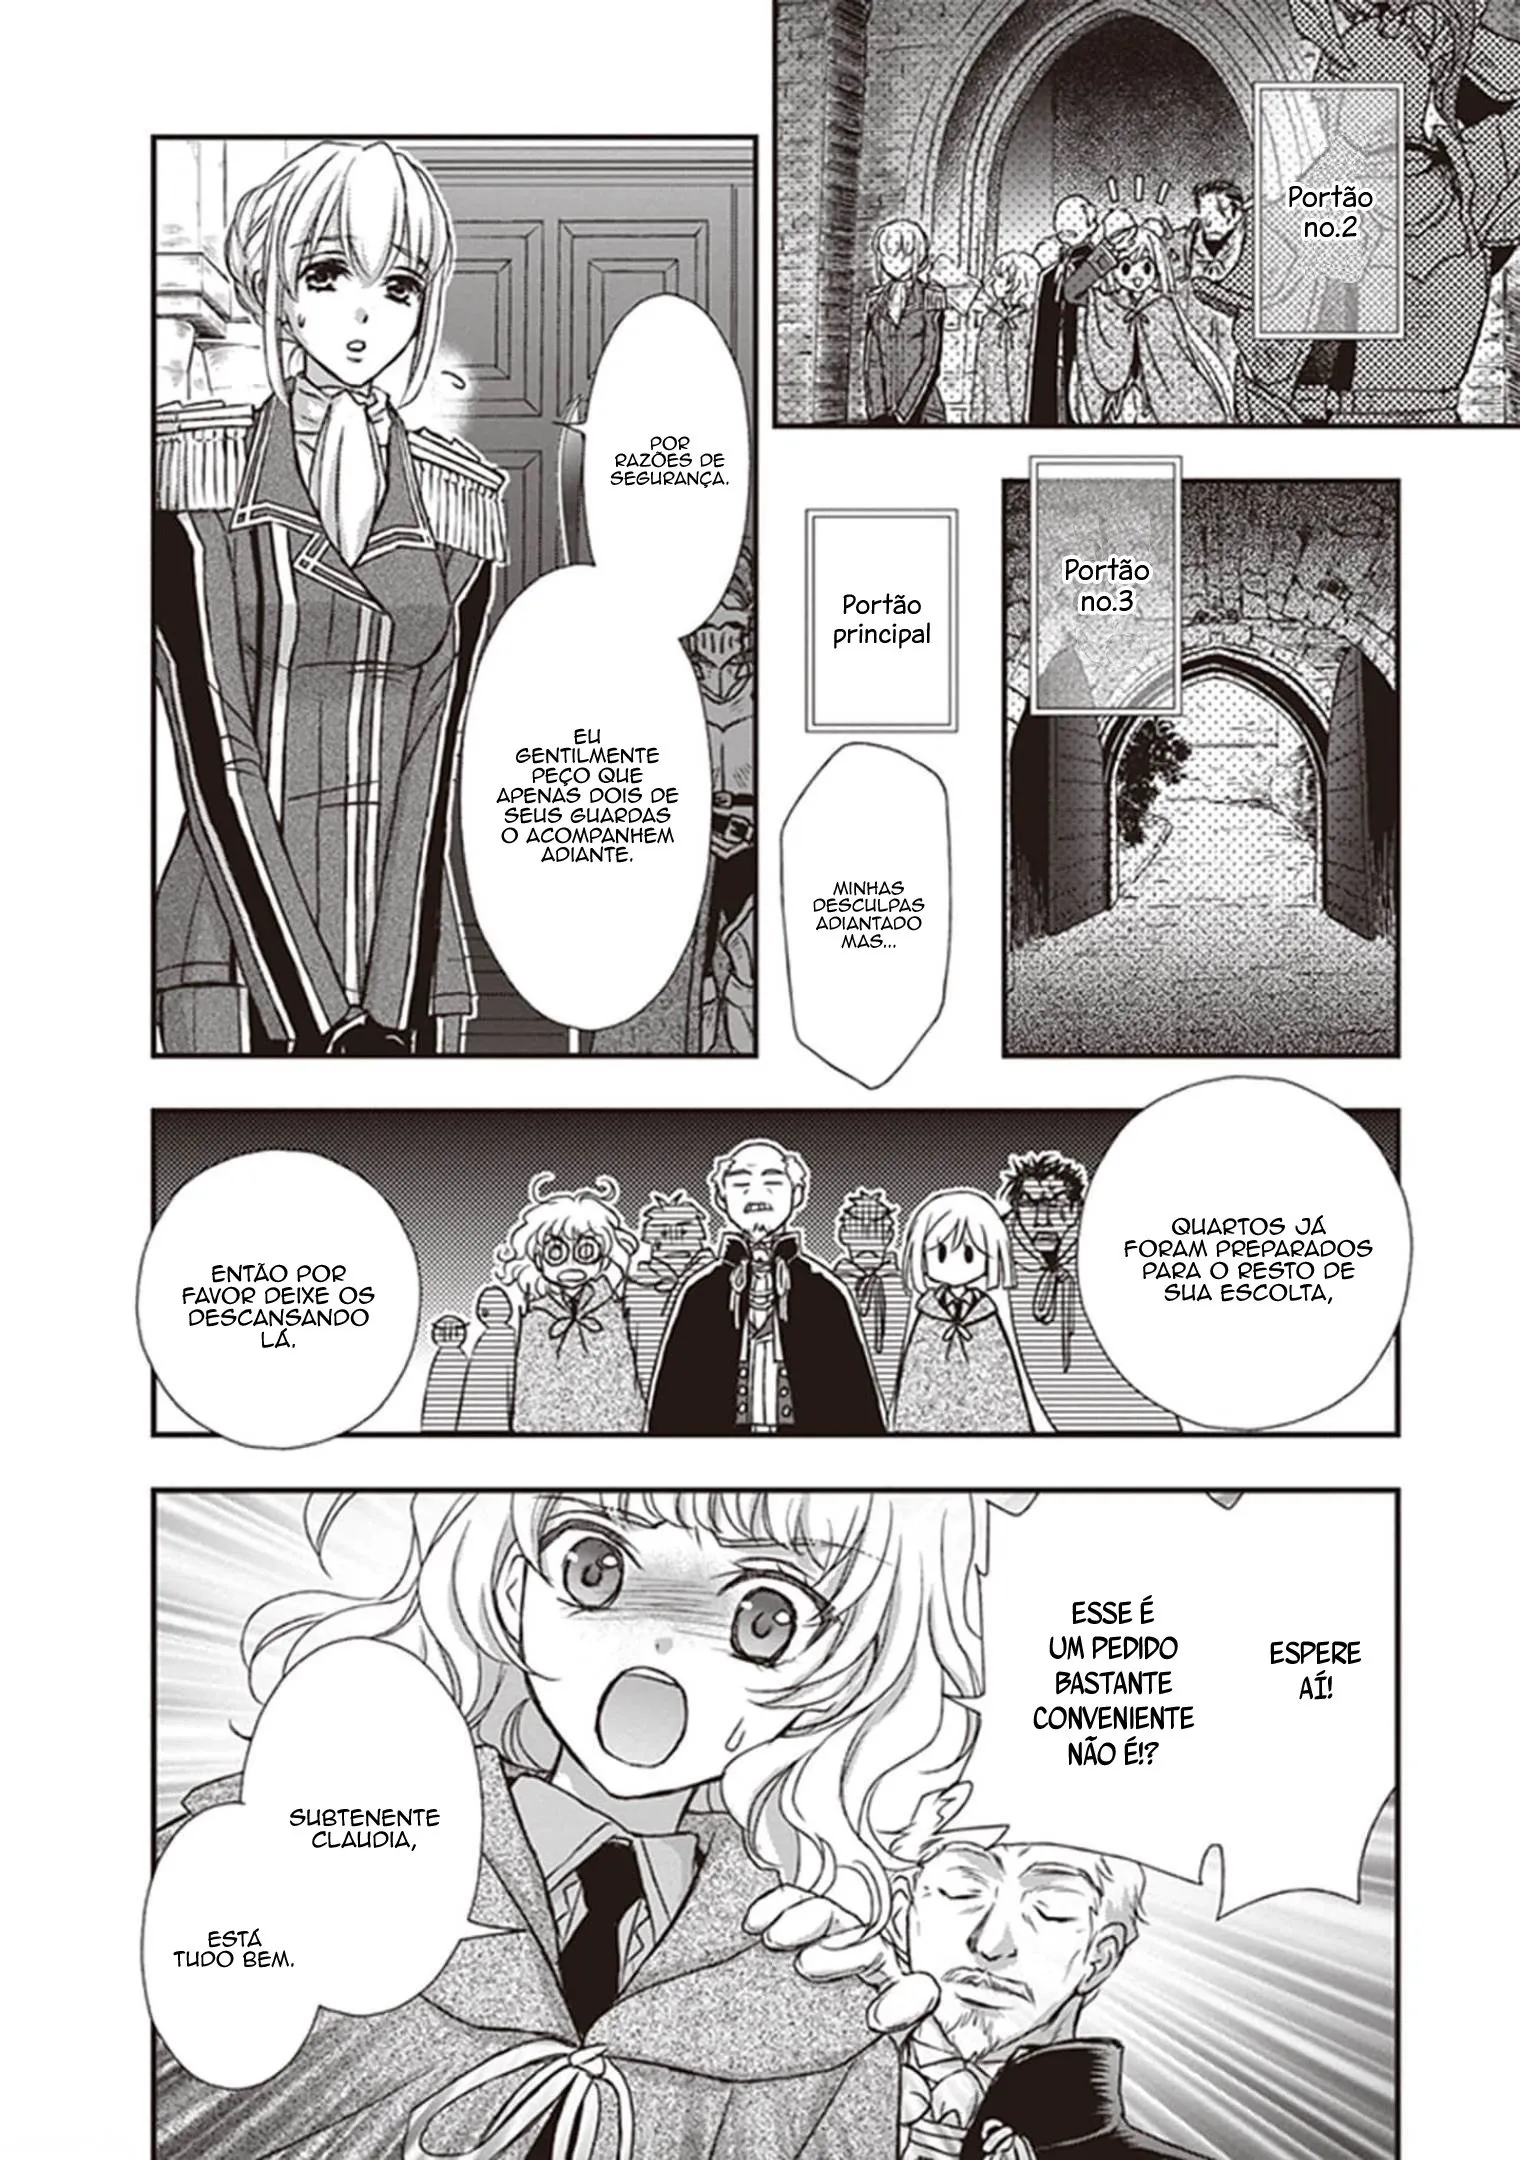 Portão
no.2
Portão
no.3
Portão
principal
MINHAS
DESCULPAS
ADIANTADO
MAS...
POR
RAZÕES DE
SEGURANÇA.
EU
GENTILMENTE
PEÇO QUE
APENAS DOIS DE
SEUS GUARDAS
O ACOMPANHEM
ADIANTE.
QUARTOS JÁ
FORAM PREPARADOS
PARA O RESTO DE
SUA ESCOLTA,
ENTÃO POR
FAVOR DEIXE OS
DESCANSANDO
LÁ.
ESPERE
AÍ!
ESSE É
UM PEDIDO
BASTANTE
CONVENIENTE
NÃO É!?
SUBTENENTE
CLAUDIA,
ESTÁ
TUDO BEM.